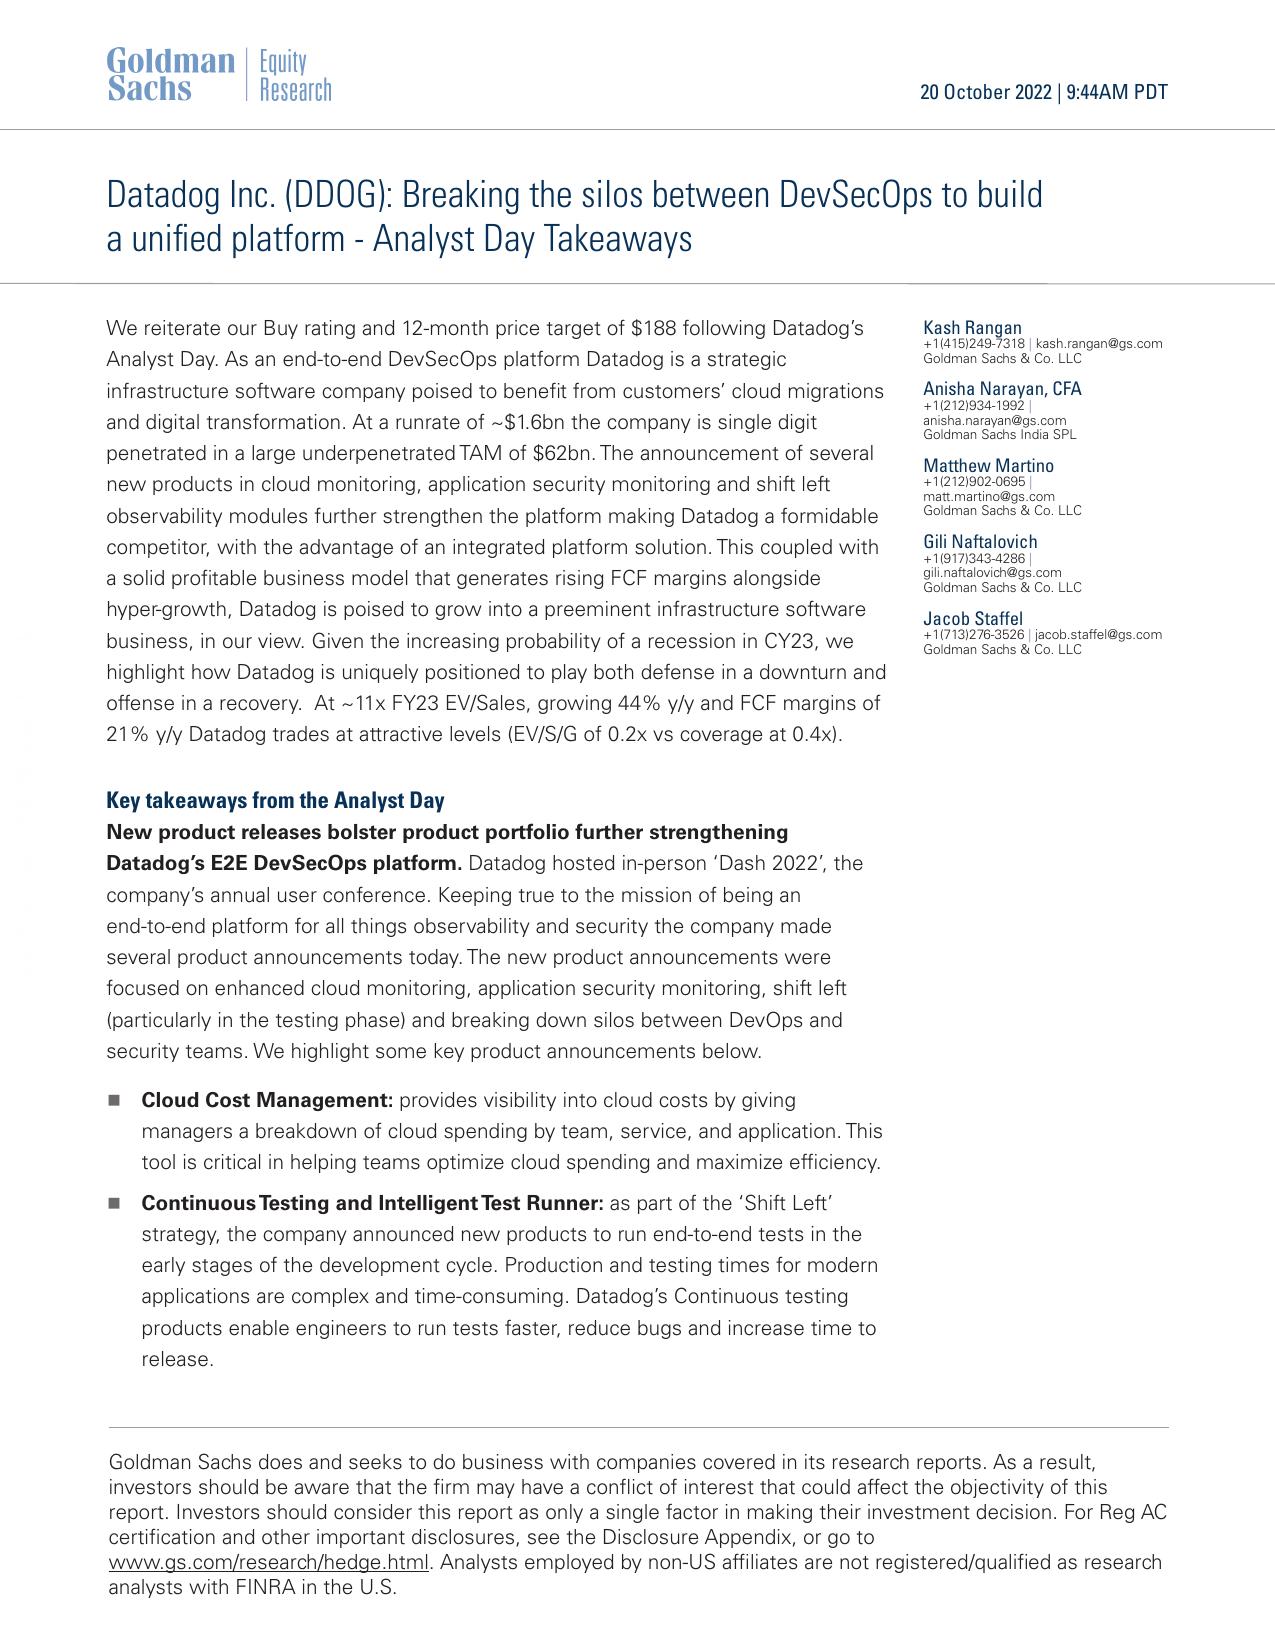 Goldman
Sachs
Equity
Research
20 October 2022 | 9:44AM PDT
Datadog Inc. (DDOG): Breaking the silos between DevSecOps to build
a unified platform - Analyst Day Takeaways
We reiterate our Buy rating and 12-month price target of $188 following Datadog’s
Analyst Day. As an end-to-end DevSecOps platform Datadog is a strategic
infrastructure software company poised to benefit from customers’ cloud migrations
and digital transformation. At a runrate of ~$1.6bn the company is single digit
penetrated in a large underpenetrated TAM of $62bn. The announcement of several
new products in cloud monitoring, application security monitoring and shift left
observability modules further strengthen the platform making Datadog a formidable
competitor, with the advantage of an integrated platform solution. This coupled with
a solid profitable business model that generates rising FCF margins alongside
hyper-growth, Datadog is poised to grow into a preeminent infrastructure software
business, in our view. Given the increasing probability of a recession in CY23, we
highlight how Datadog is uniquely positioned to play both defense in a downturn and
offense in a recovery. At ~11x FY23 EV/Sales, growing 44% y/y and FCF margins of
21% y/y Datadog trades at attractive levels (EV/S/G of 0.2x vs coverage at 0.4x).
Key takeaways from the Analyst Day
New product releases bolster product portfolio further strengthening
Datadog’s E2E DevSecOps platform. Datadog hosted in-person ‘Dash 2022’, the
company’s annual user conference. Keeping true to the mission of being an
end-to-end platform for all things observability and security the company made
several product announcements today. The new product announcements were
focused on enhanced cloud monitoring, application security monitoring, shift left
(particularly in the testing phase) and breaking down silos between DevOps and
security teams. We highlight some key product announcements below.
■ Cloud Cost Management: provides visibility into cloud costs by giving
managers a breakdown of cloud spending by team, service, and application. This
tool is critical in helping teams optimize cloud spending and maximize efficiency.
■ Continuous Testing and Intelligent Test Runner: as part of the ‘Shift Left’
strategy, the company announced new products to run end-to-end tests in the
early stages of the development cycle. Production and testing times for modern
applications are complex and time-consuming. Datadog’s Continuous testing
products enable engineers to run tests faster, reduce bugs and increase time to
release.
Kash Rangan
+1(415)249-7318 | kash.rangan@gs.com
Goldman Sachs & Co. LLC
Anisha Narayan, CFA
+1(212)934-1992 |
anisha.narayan@gs.com
Goldman Sachs India SPL
Matthew Martino
+1(212)902-0695 |
matt.martino@gs.com
Goldman Sachs & Co. LLC
Gili Naftalovich
+1(917)343-4286 |
gili.naftalovich@gs.com
Goldman Sachs & Co. LLC
Jacob Staffel
+1(713)276-3526 | jacob.staffel@gs.com
Goldman Sachs & Co. LLC
Goldman Sachs does and seeks to do business with companies covered in its research reports. As a result,
investors should be aware that the firm may have a conflict of interest that could affect the objectivity of this
report. Investors should consider this report as only a single factor in making their investment decision. For Reg AC
certification and other important disclosures, see the Disclosure Appendix, or go to
www.gs.com/research/hedge.html. Analysts employed by non-US affiliates are not registered/qualified as research
analysts with FINRA in the U.S.